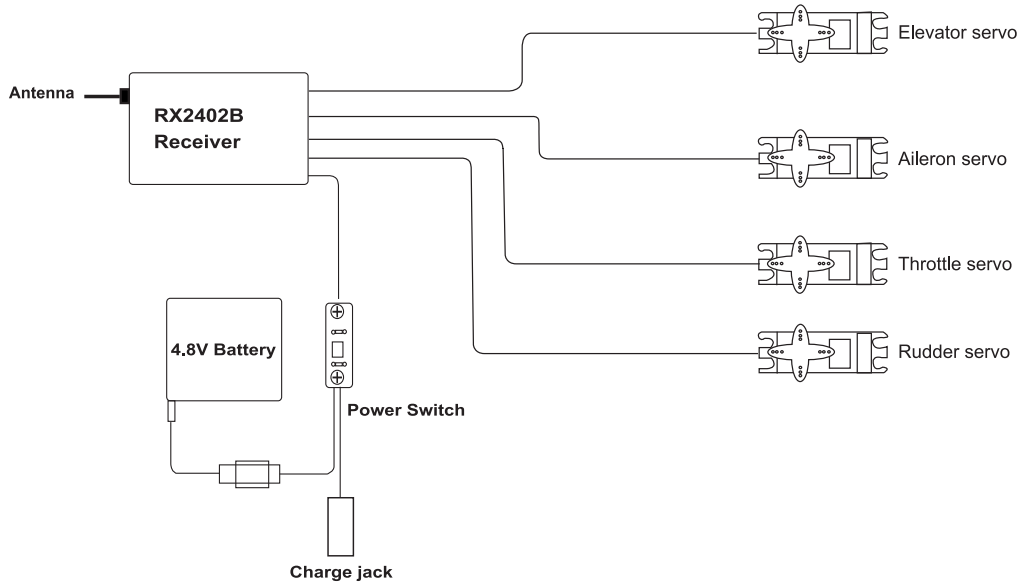 Elevator servo
Antenna
RX2402B
Receiver
Aileron servo
Throttle servo
4.8V Battery
Rudder servo
Power Switch
Charge jack